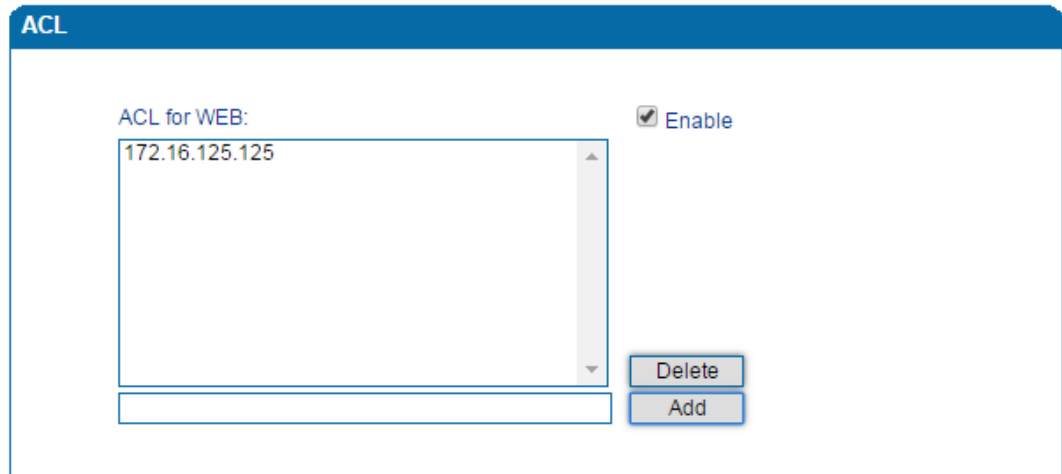 ACL
ACL for WEB:
Enable
172.16.125.125
Delete
Add